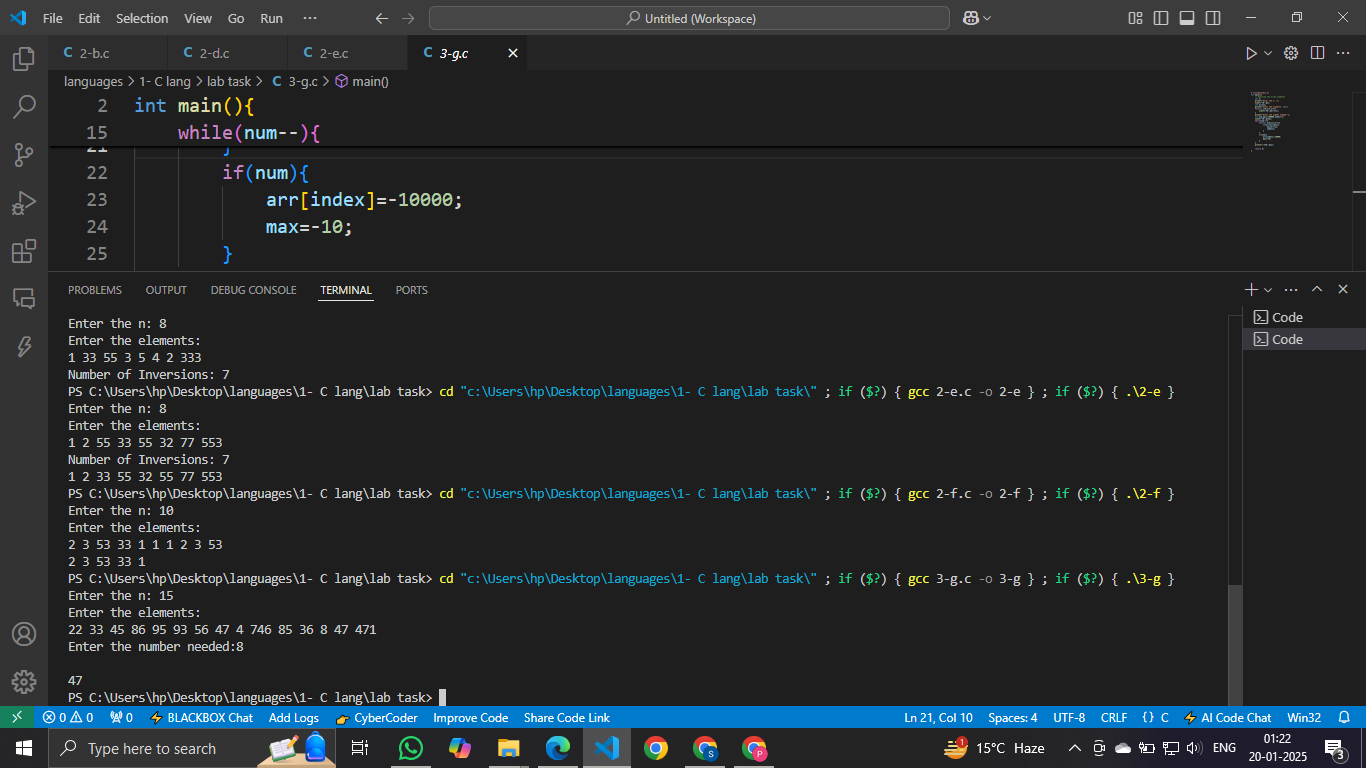 File Edit Selection View Go Run ··· Untitled (Workspace)
C 2-b.c C 2-d.c C 2-e.c C 3-g.c
languages > 1- C lang > lab task > C 3-g.c > main()
2 int main(){
15 while(num--){
21 }
22 if(num){
23 arr[index]=-10000;
24 max=-10;
25 }
PROBLEMS OUTPUT DEBUG CONSOLE TERMINAL PORTS
Code
Code
Enter the n: 8
Enter the elements:
1 33 55 3 5 4 2 333
Number of Inversions: 7
PS C:\Users\hp\Desktop\languages\1- C lang\lab task> cd "c:\Users\hp\Desktop\languages\1- C lang\lab task\" ; if ($?) { gcc 2-e.c -o 2-e } ; if ($?) { .\2-e }
Enter the n: 8
Enter the elements:
1 2 55 33 55 32 77 553
Number of Inversions: 7
1 2 33 55 32 55 77 553
PS C:\Users\hp\Desktop\languages\1- C lang\lab task> cd "c:\Users\hp\Desktop\languages\1- C lang\lab task\" ; if ($?) { gcc 2-f.c -o 2-f } ; if ($?) { .\2-f }
Enter the n: 10
Enter the elements:
2 3 53 33 1 1 1 2 3 53
2 3 53 33 1
PS C:\Users\hp\Desktop\languages\1- C lang\lab task> cd "c:\Users\hp\Desktop\languages\1- C lang\lab task\" ; if ($?) { gcc 3-g.c -o 3-g } ; if ($?) { .\3-g }
Enter the n: 15
Enter the elements:
22 33 45 86 95 93 56 47 4 746 85 36 8 47 471
Enter the number needed:8
47
PS C:\Users\hp\Desktop\languages\1- C lang\lab task>
0 0 0 BLACKBOX Chat Add Logs CyberCoder Improve Code Share Code Link Ln 21, Col 10 Spaces: 4 UTF-8 CRLF {} C AI Code Chat Win32
Type here to search 1 15°C Haze ENG 01:22
20-01-2025 3